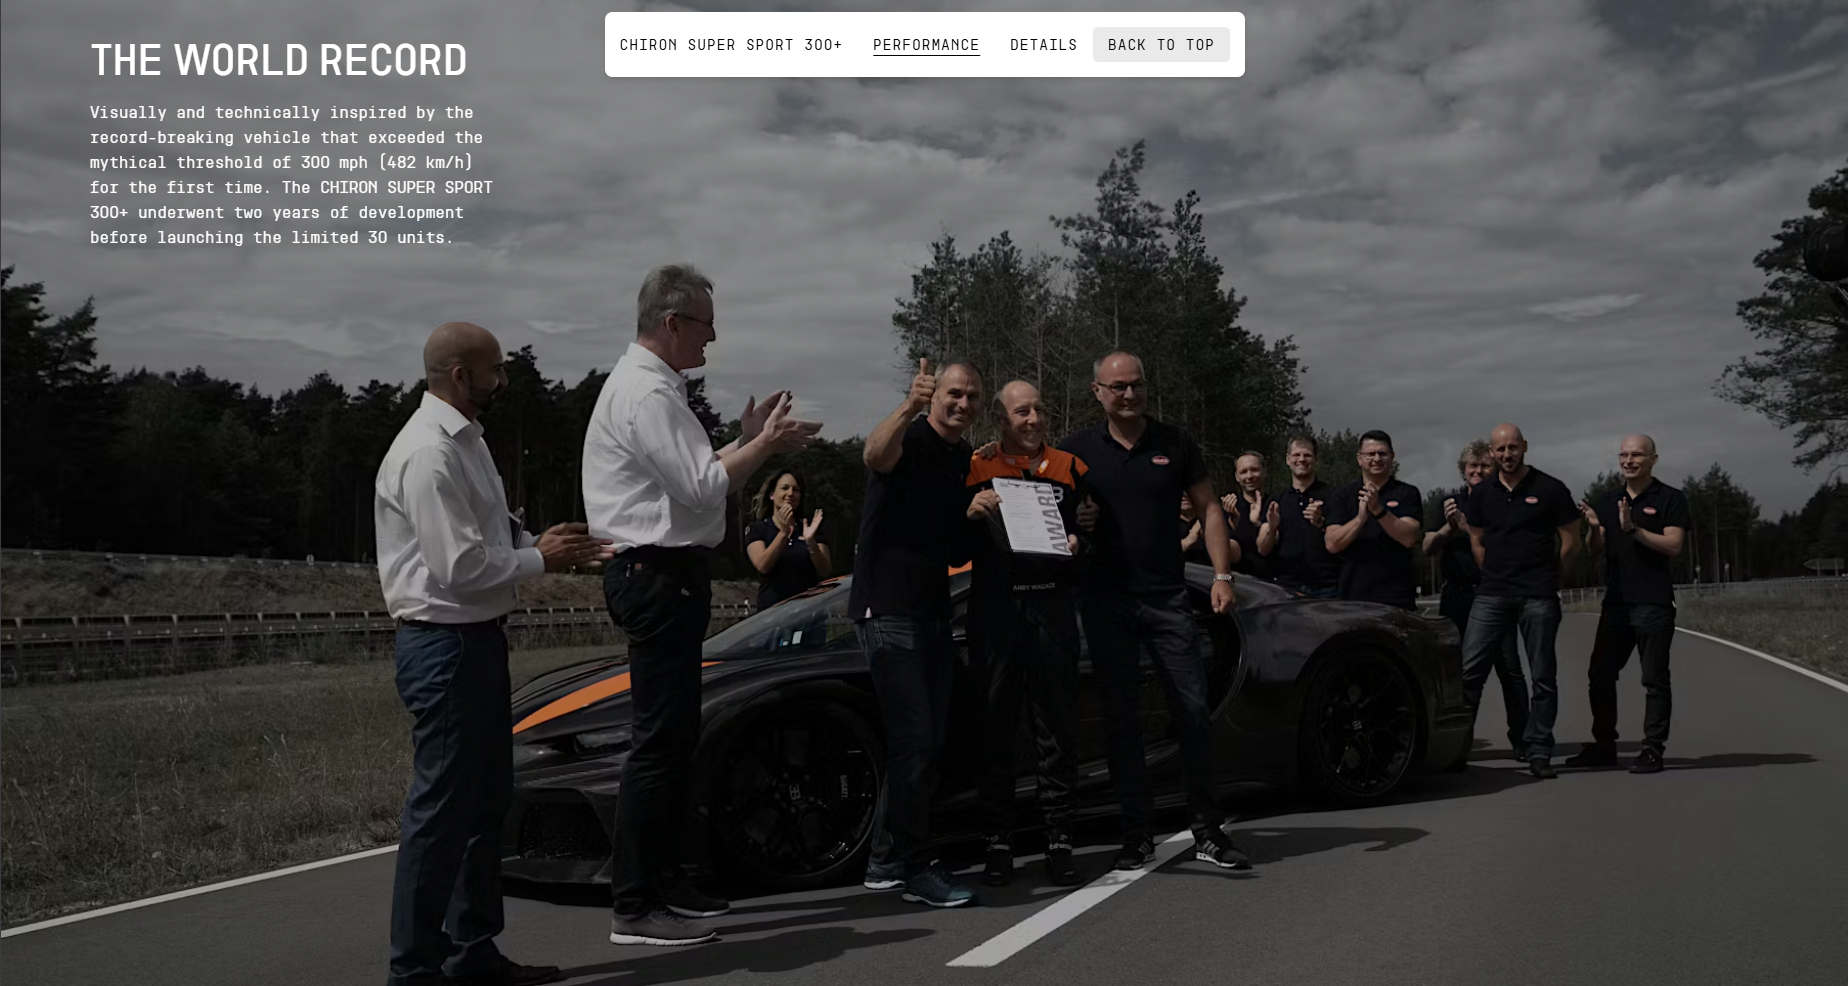 CHIRON SUPER SPORT 300+ PERFORMANCE DETAILS BACK TO TOP
THE WORLD RECORD
Visually and technically inspired by the
record-breaking vehicle that exceeded the
mythical threshold of 300 mph (482 km/h)
for the first time. The CHIRON SUPER SPORT
300+ underwent two years of development
before launching the limited 30 units.
AWARD
ANDY WALLACE